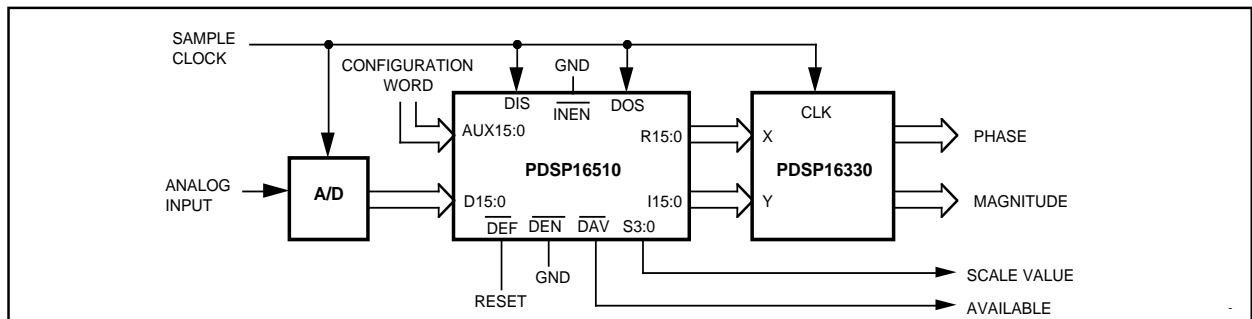 SAMPLE
CLOCK
CONFIGURATION
WORD
GND
DIS
INEN
DOS
CLK
AUX15:0
R15:0
X
PHASE
A/D
PDSP16510
PDSP16330
ANALOG
INPUT
D15:0
I15:0
Y
MAGNITUDE
DEF
DEN
DAV
S3:0
GND
SCALE VALUE
RESET
AVAILABLE